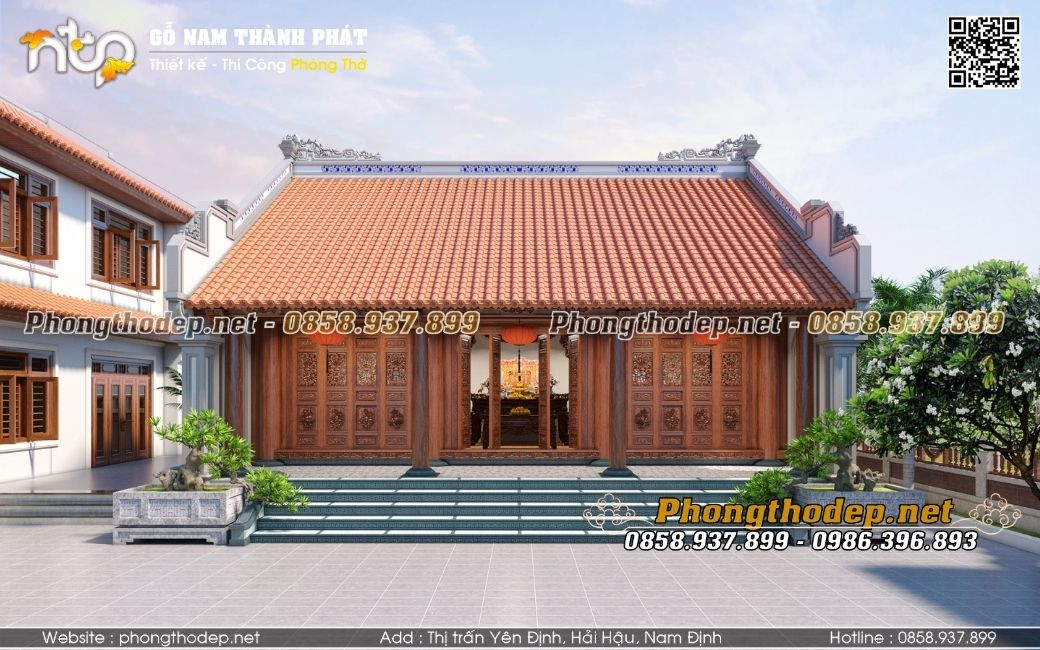 ntp
GỖ NAM THÀNH PHÁT
Thiết kế - Thi Công Phòng Thờ
Phongthodep.net - 0858.937.899
Phongthodep.net - 0858.937.899
Phongthodep.net
0858.937.899 - 0986.396.893
Website : phongthodep.net
Add : Thị trấn Yên Định, Hải Hậu, Nam Định
Hotline : 0858.937.899